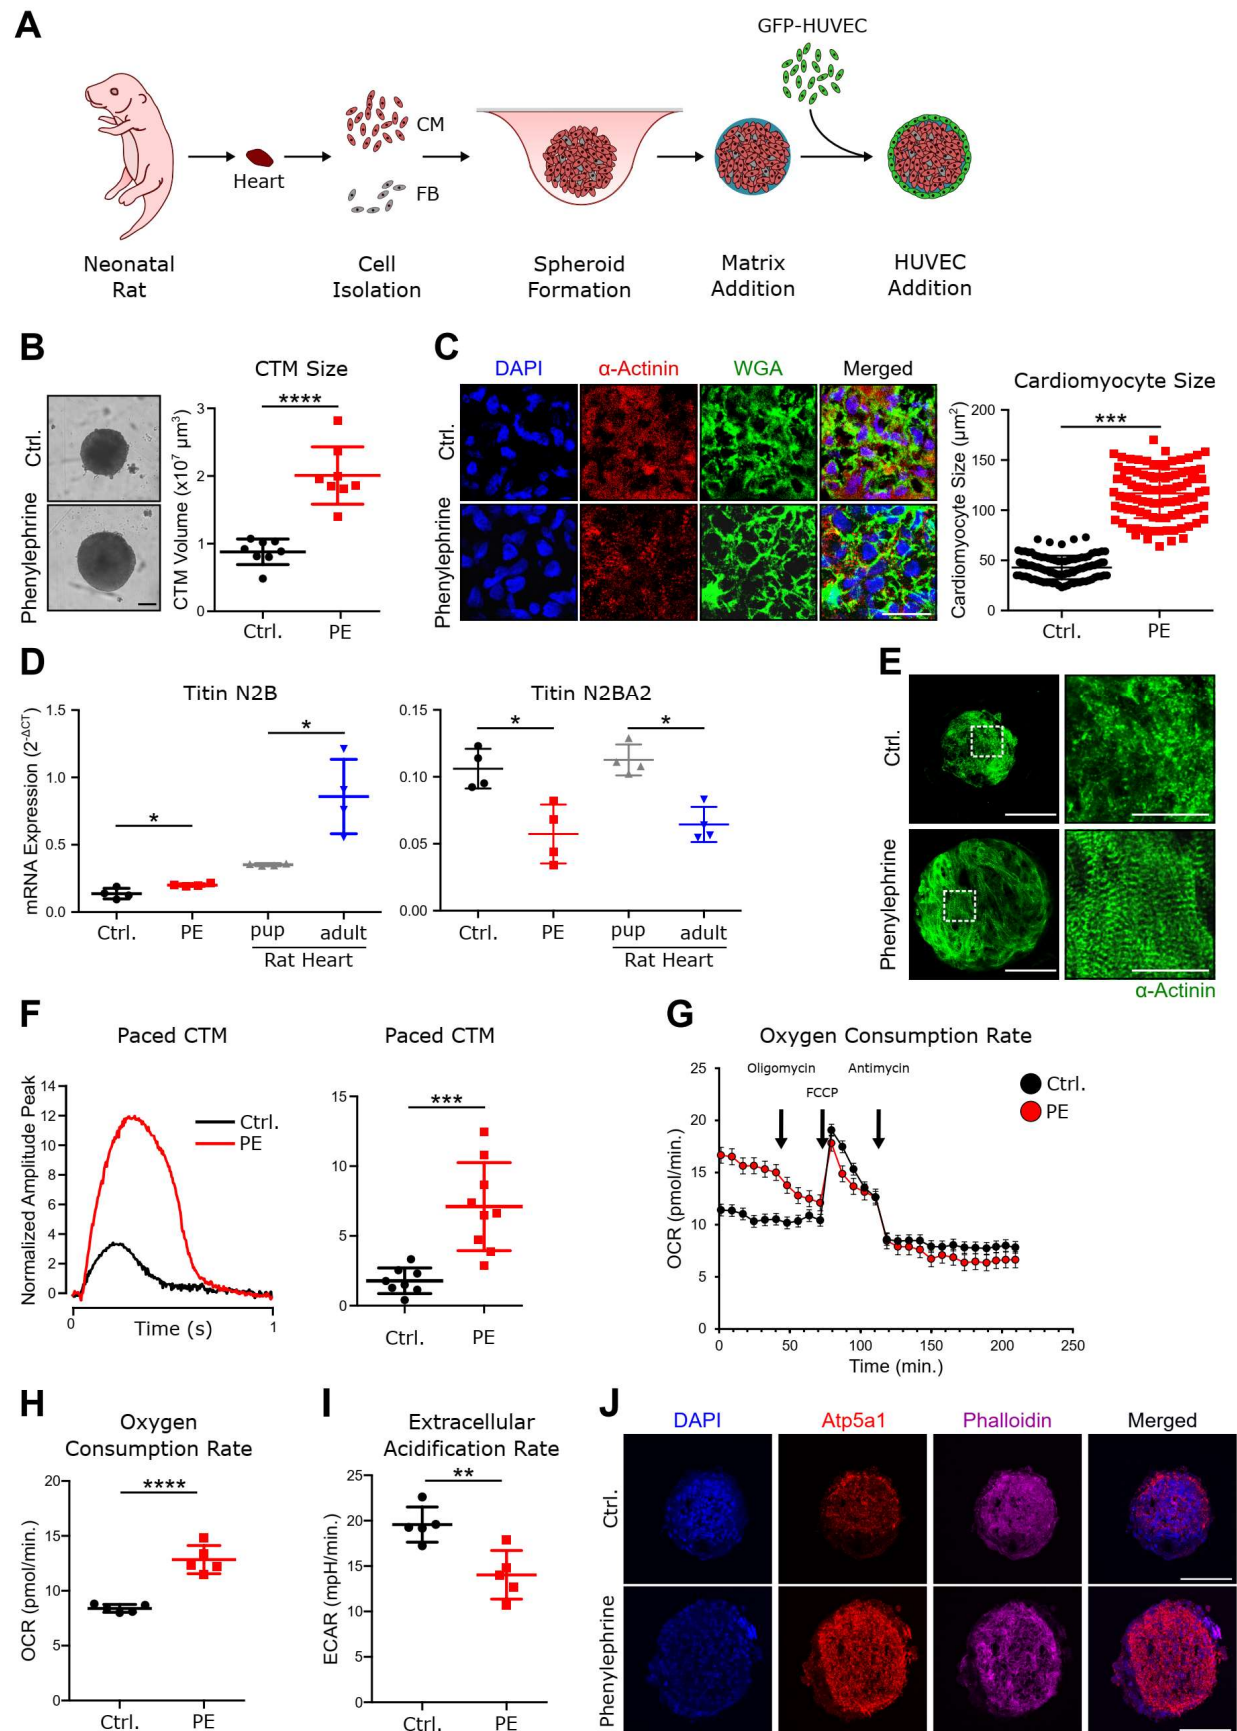 A
GFP-HUVEC
CM
FB
Heart
Neonatal
Rat
Cell
Isolation
Spheroid
Formation
Matrix
Addition
HUVEC
Addition
B
Ctrl.
Phenylephrine
CTM Size
****
CTM Volume (x10⁷ µm³)
3
2
1
0
Ctrl.
PE
C
DAPI
α-Actinin
WGA
Merged
Ctrl.
Phenylephrine
Cardiomyocyte Size
***
Cardiomyocyte Size (µm²)
200
150
100
50
0
Ctrl.
PE
D
Titin N2B
mRNA Expression (2^-ΔCT)
1.5
1.0
0.5
0.0
*
*
Ctrl.
PE
pup
adult
Rat Heart
Titin N2BA2
0.15
0.10
0.05
0.00
*
*
Ctrl.
PE
pup
adult
Rat Heart
E
Ctrl.
Phenylephrine
α-Actinin
F
Paced CTM
Normalized Amplitude Peak
14
12
10
8
6
4
2
0
Ctrl.
PE
0
1
Time (s)
Paced CTM
***
15
10
5
0
Ctrl.
PE
G
Oxygen Consumption Rate
Oligomycin
FCCP
Antimycin
Ctrl.
PE
OCR (pmol/min.)
25
20
15
10
5
0
0
50
100
150
200
250
Time (min.)
H
Oxygen
Consumption Rate
****
OCR (pmol/min.)
20
15
10
5
0
Ctrl.
PE
I
Extracellular
Acidification Rate
**
ECAR (mpH/min.)
25
20
15
10
5
0
Ctrl.
PE
J
DAPI
Atp5a1
Phalloidin
Merged
Ctrl.
Phenylephrine